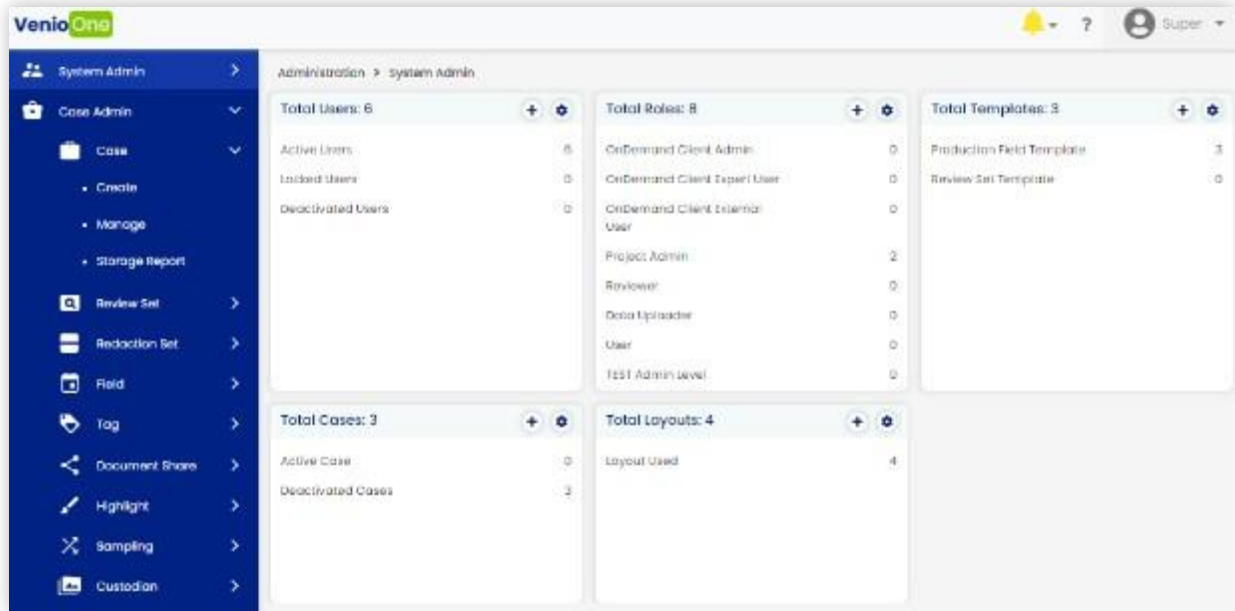 VenioOne
? Super
System Admin
Case Admin
Case
Create
Manage
Storage Report
Review Set
Redaction Set
Field
Tag
Document Share
Highlight
Sampling
Custodian
Administration > System Admin
Total Users: 6
Active Users 6
Locked Users 0
Deactivated Users 0
Total Roles: 8
OnDemand Client Admin 0
OnDemand Client Expert User 0
OnDemand Client External 0
User
Project Admin 2
Reviewer 0
Data Uploader 0
User 0
TEST Admin Level 0
Total Templates: 3
Production Field Template 3
Review Set Template 0
Total Cases: 3
Active Case 0
Deactivated Cases 3
Total Layouts: 4
Layout Used 4